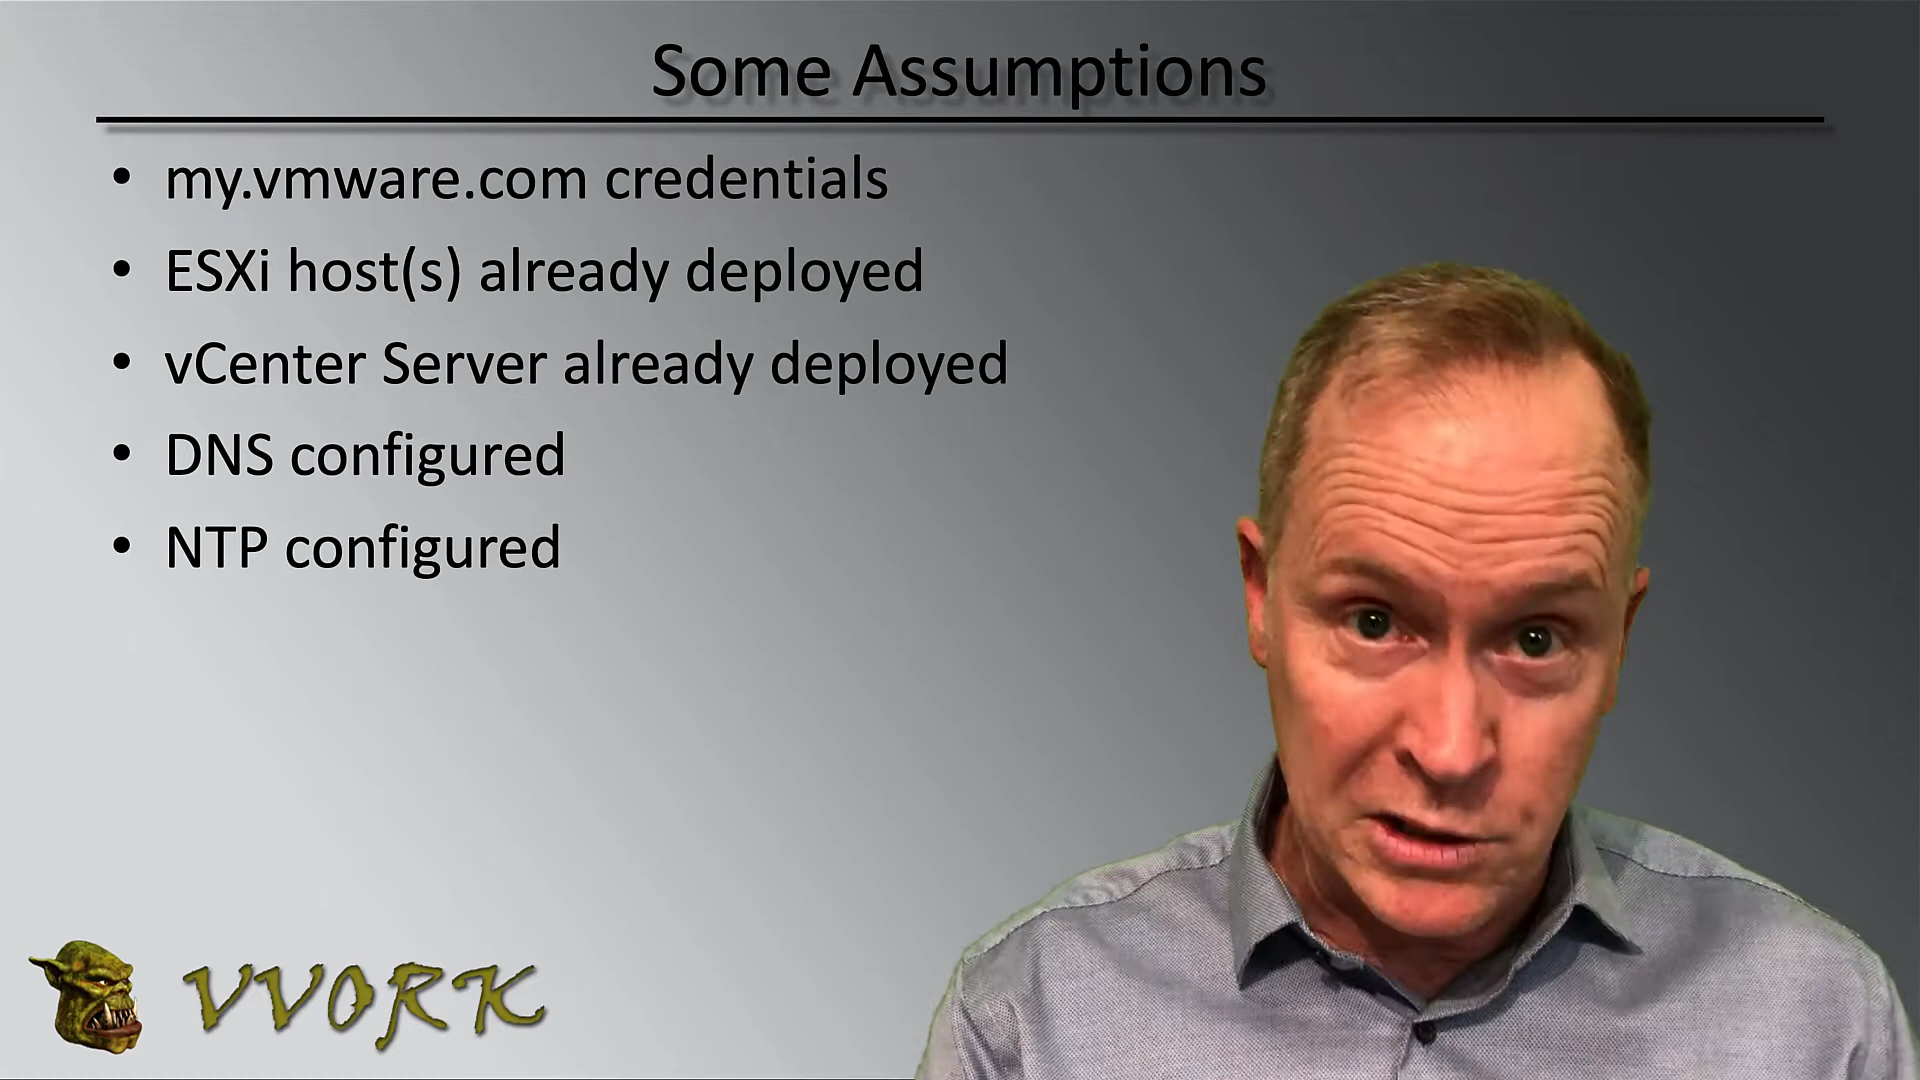 Some Assumptions
• my.vmware.com credentials
• ESXi host(s) already deployed
• vCenter Server already deployed
• DNS configured
• NTP configured
VVORK